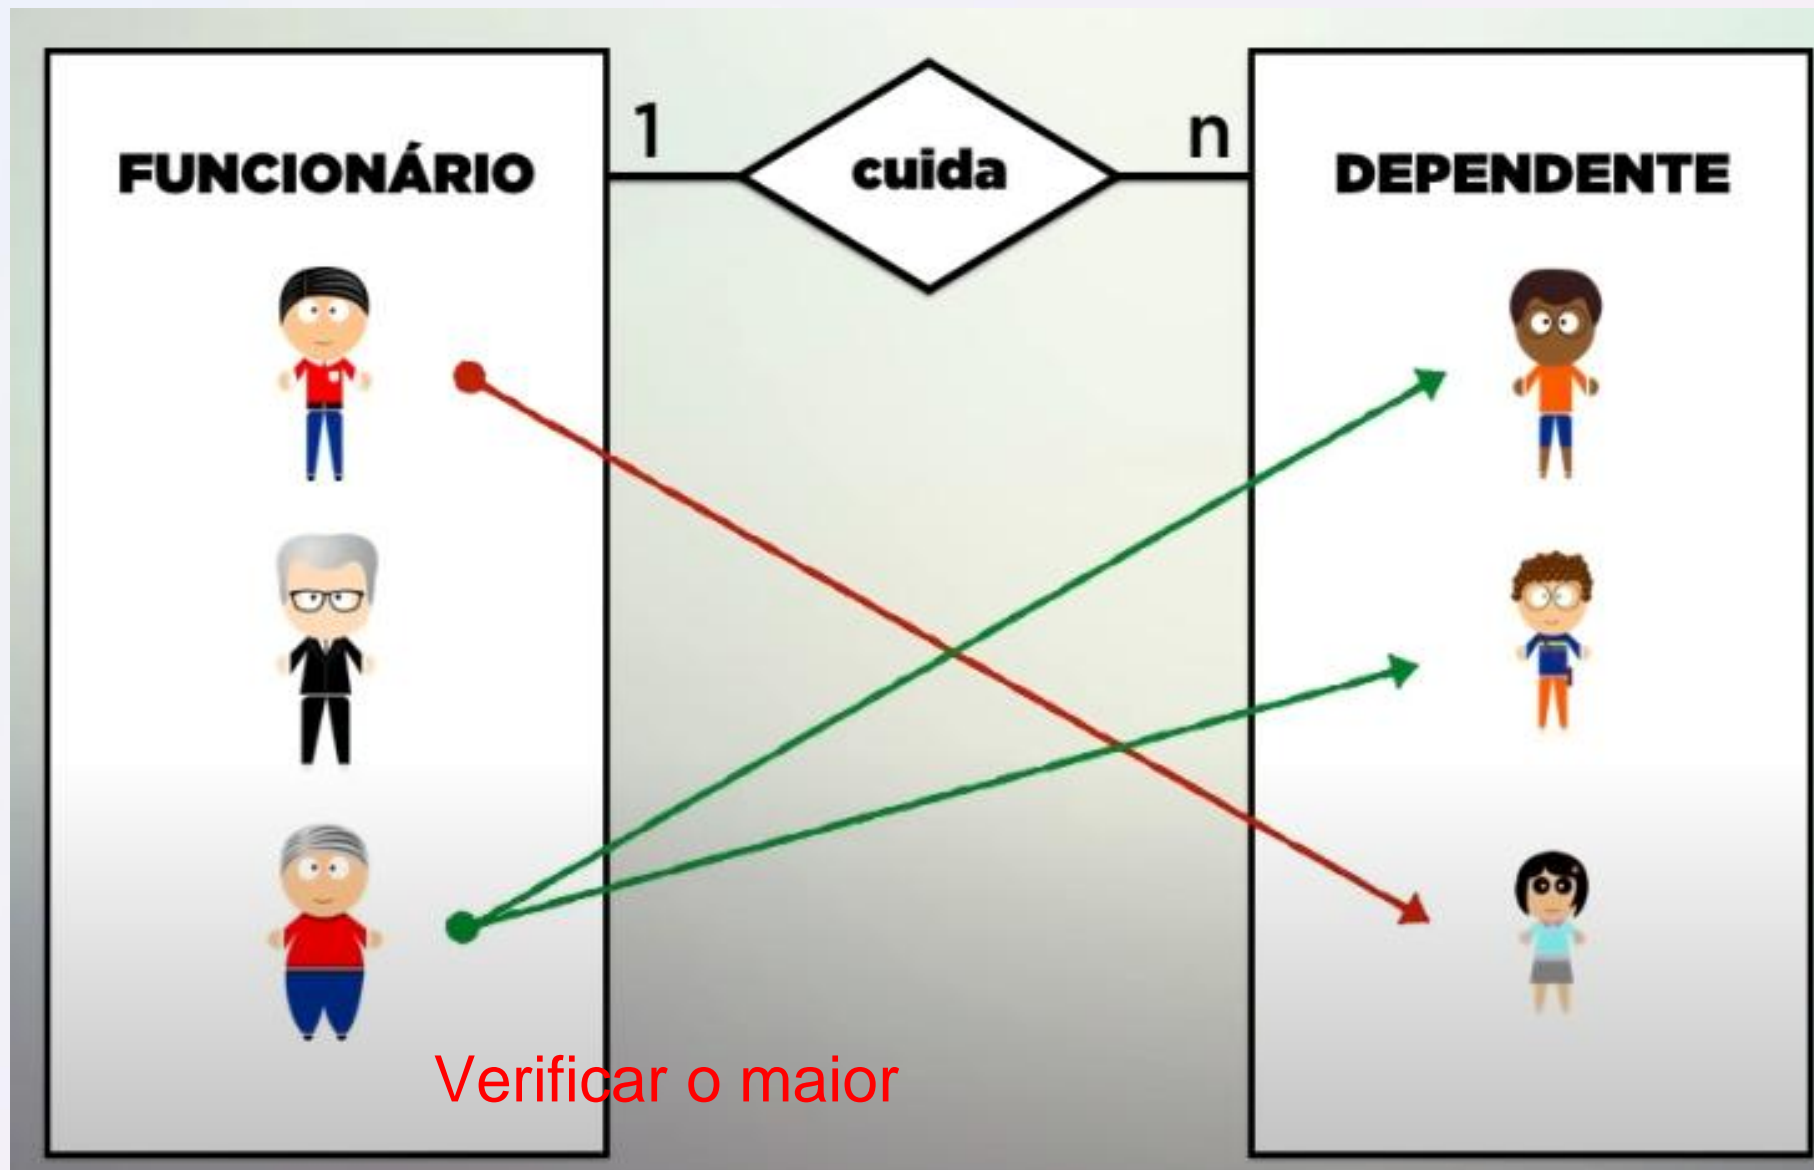 1
n
FUNCIONÁRIO
cuida
DEPENDENTE
Verificar o maior